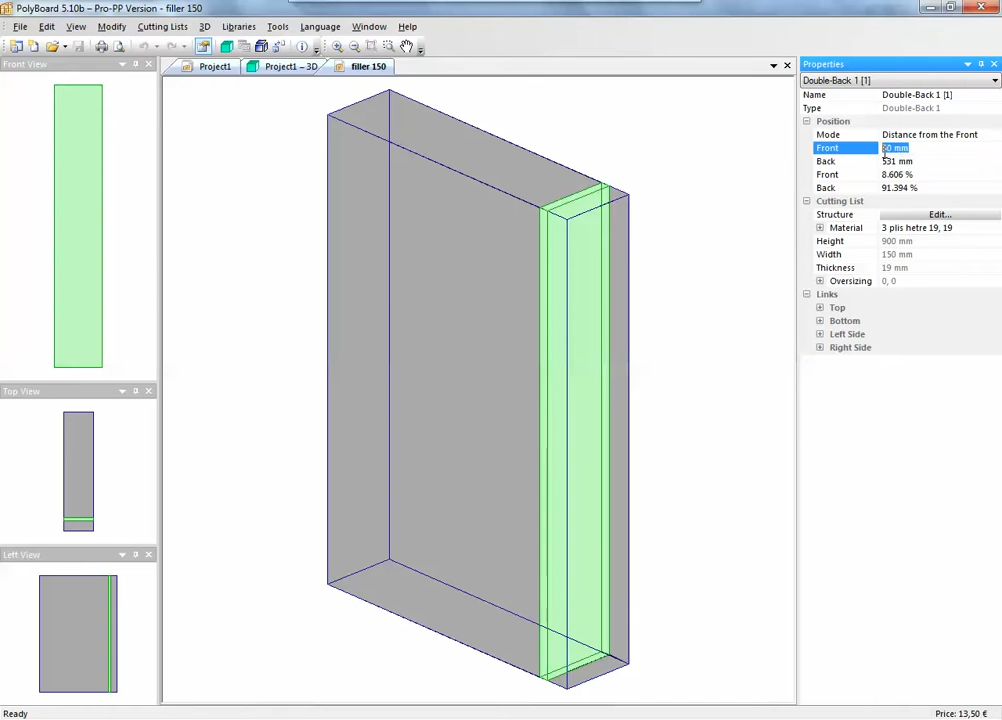 PolyBoard 5.10b – Pro-PP Version - filler 150
File Edit View Modify Cutting Lists 3D Libraries Tools Language Window Help
Front View
Top View
Left View
Project1 Project1 – 3D filler 150
Properties
Double-Back 1 [1]
Name Double-Back 1 [1]
Type Double-Back 1
Position
Mode Distance from the Front
Front 50 mm
Back 531 mm
Front 8.606 %
Back 91.394 %
Cutting List
Structure Edit...
Material 3 plis hetre 19, 19
Height 900 mm
Width 150 mm
Thickness 19 mm
Oversizing 0, 0
Links
Top
Bottom
Left Side
Right Side
Ready
Price: 13,50 €